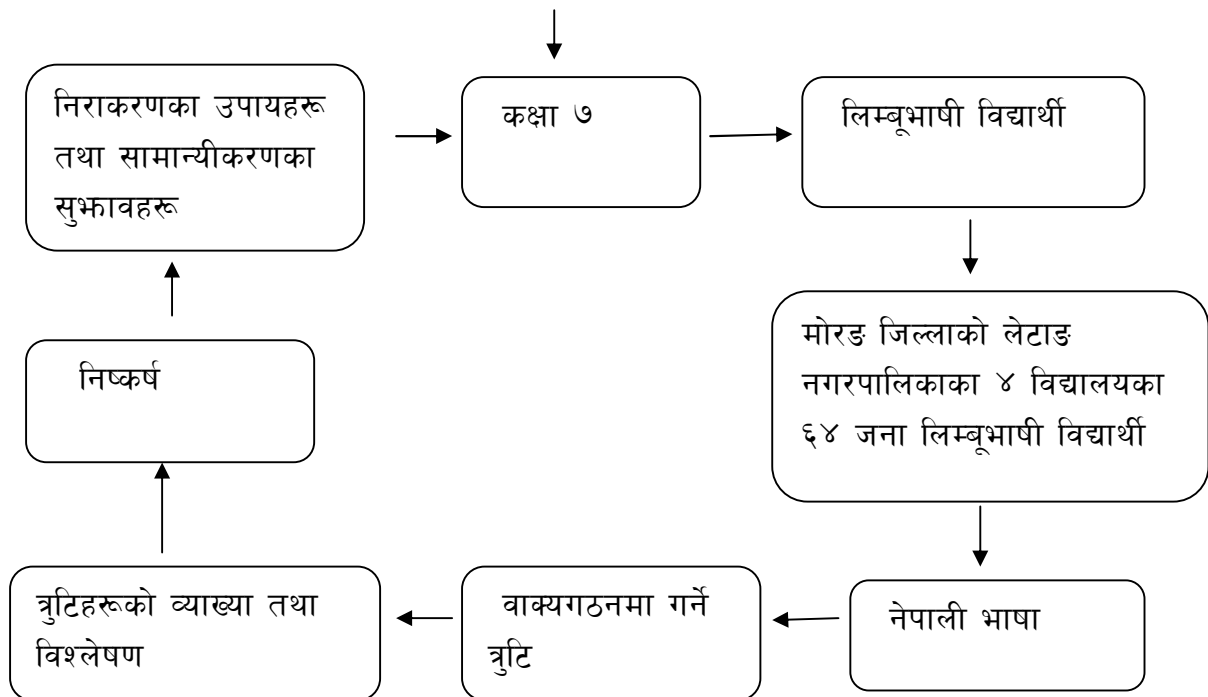 निराकरणका उपायहरू
तथा सामान्यीकरणका
सुझावहरू
कक्षा ७
लिम्बूभाषी विद्यार्थी
मोरङ जिल्लाको लेटाङ
नगरपालिकाका ४ विद्यालयका
६४ जना लिम्बूभाषी विद्यार्थी
निष्कर्ष
त्रुटिहरूको व्याख्या तथा
विश्लेषण
वाक्यगठनमा गर्ने
त्रुटि
नेपाली भाषा